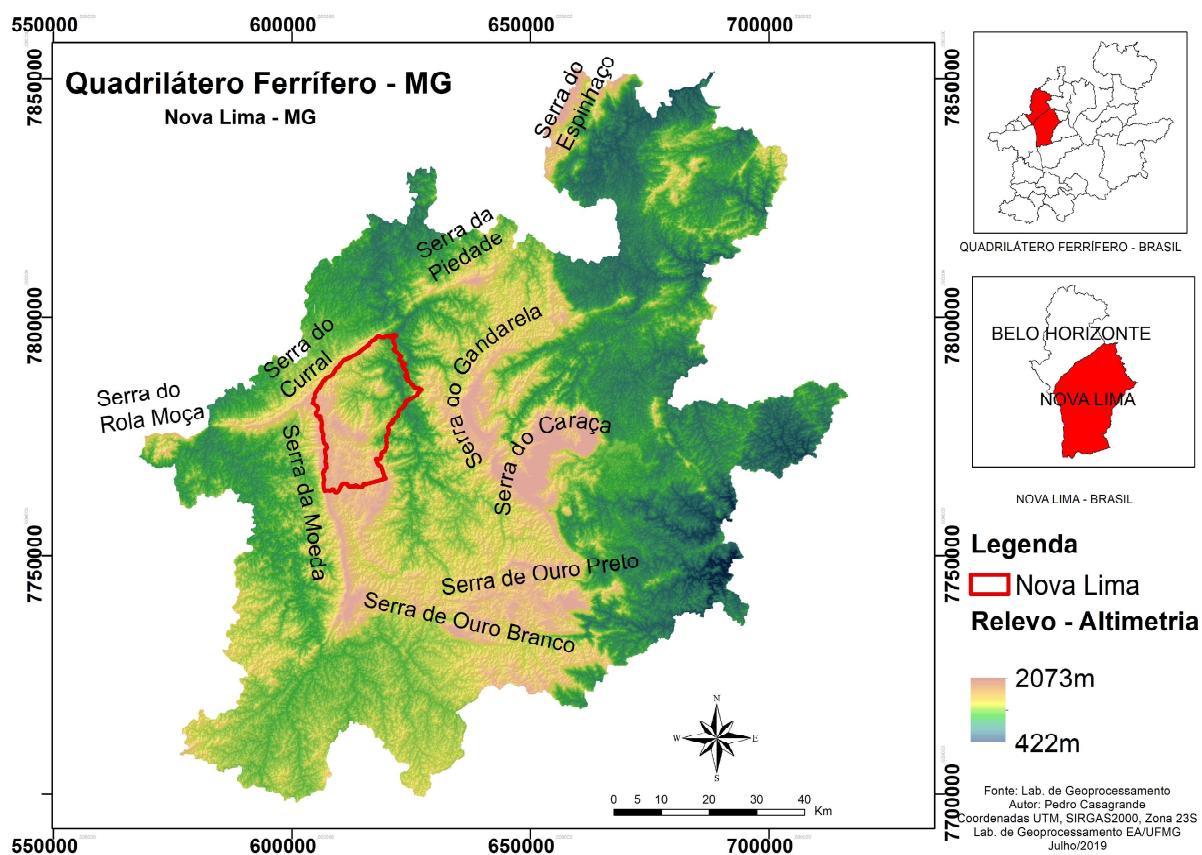 550000
600000
650000
700000
7850000
7800000
7750000
7700000
Quadrilátero Ferrífero - MG
Nova Lima - MG
Serra do
Espinhaço
Serra da
Piedade
Serra do
Curral
Serra do Gandarela
Serra do
Rola Moça
Serra do Caraça
Serra da Moeda
Serra de Ouro Preto
Serra de Ouro Branco
N
W
E
S
0 5 10 20 30 40
Km
550000
600000
650000
700000
7850000
7800000
7750000
7700000
QUADRILÁTERO FERRÍFERO - BRASIL
BELO HORIZONTE
NOVA LIMA
NOVA LIMA - BRASIL
Legenda
Nova Lima
Relevo - Altimetria
2073m
422m
Fonte: Lab. de Geoprocessamento
Autor: Pedro Casagrande
Coordenadas UTM, SIRGAS2000, Zona 23S
Lab. de Geoprocessamento EA/UFMG
Julho/2019